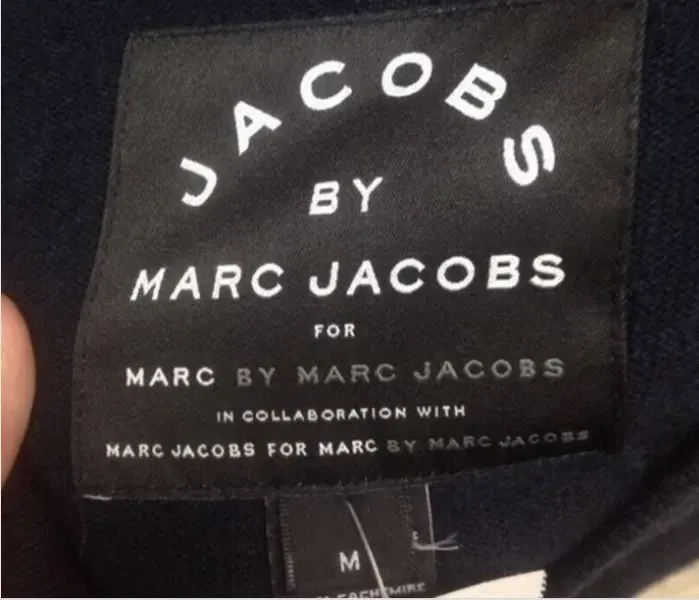 JACOBS
BY
MARC JACOBS
FOR
MARC BY MARC JACOBS
IN COLLABORATION WITH
MARC JACOBS FOR MARC BY MARC JACOBS
M
CACHEMIRE